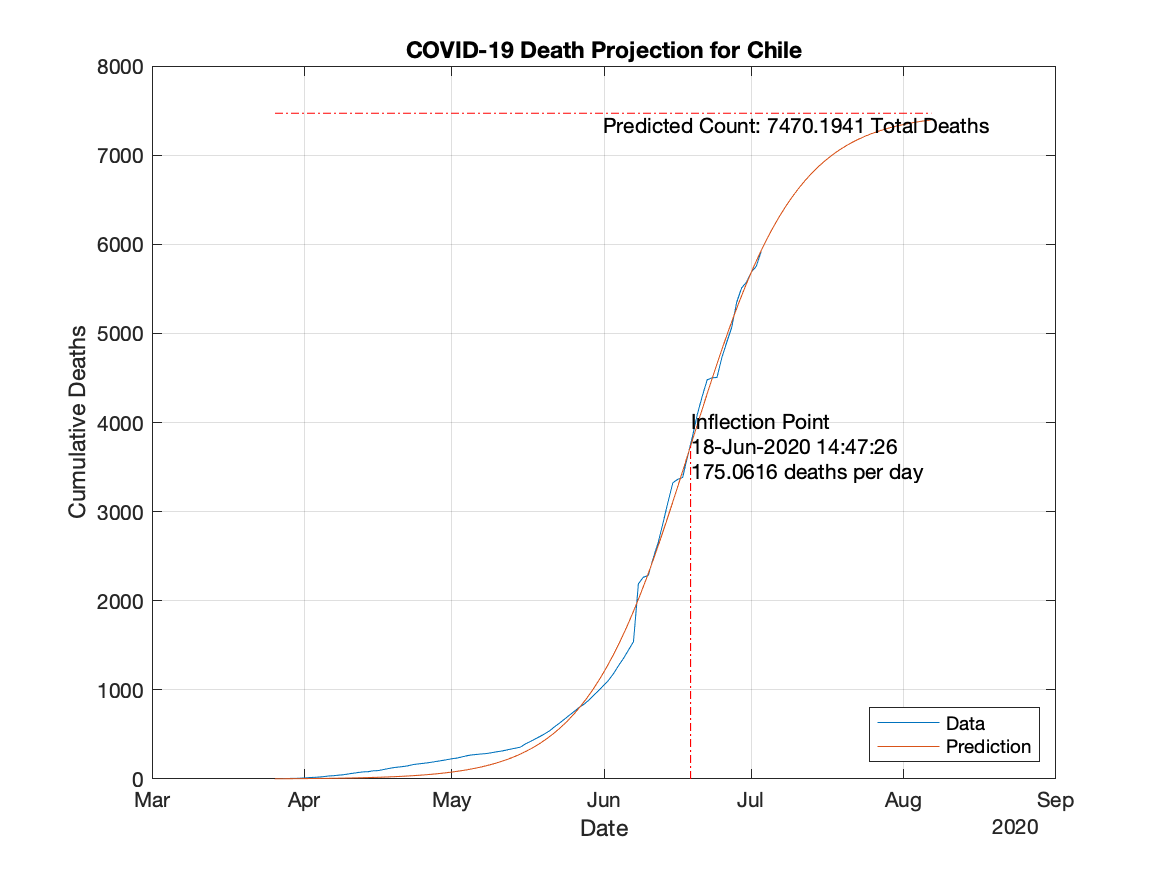 COVID-19 Death Projection for Chile
8000
7000
6000
5000
4000
3000
2000
1000
0
Cumulative Deaths
Predicted Count: 7470.1941 Total Deaths
Inflection Point
18-Jun-2020 14:47:26
175.0616 deaths per day
Data
Prediction
Mar Apr May Jun Jul Aug Sep
Date
2020